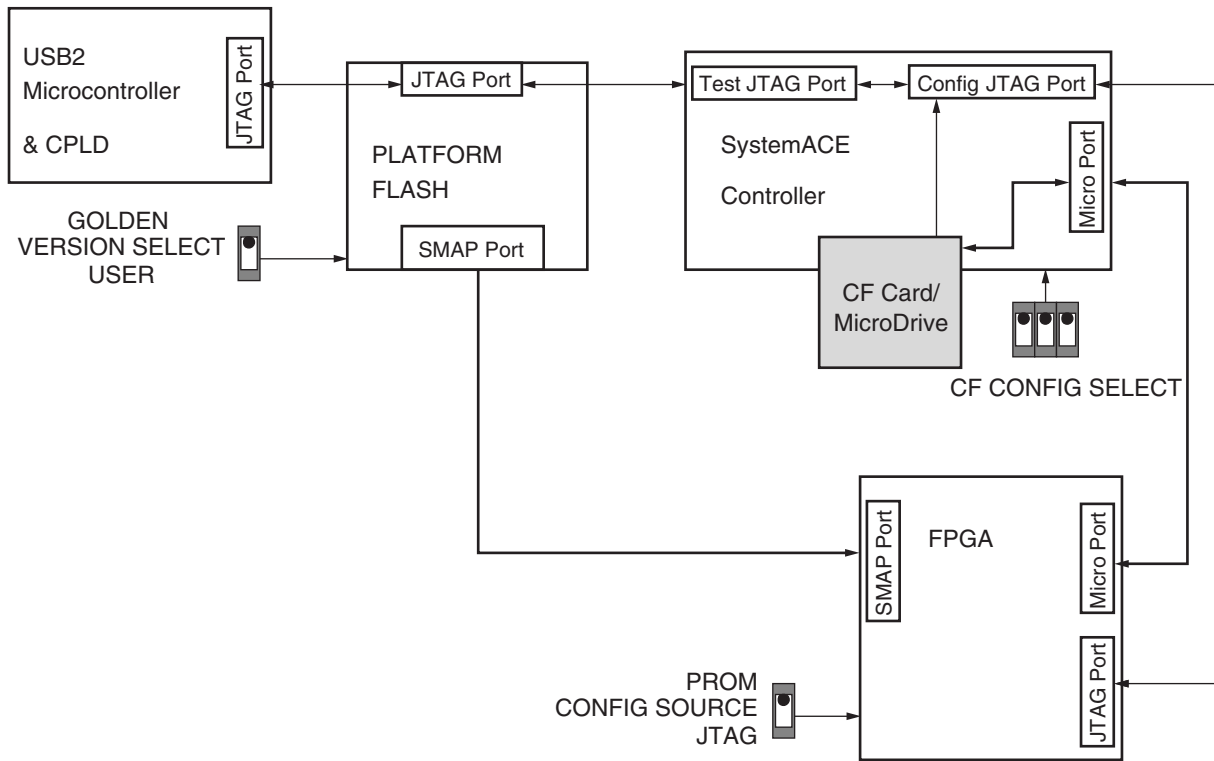 USB2
Microcontroller
& CPLD
JTAG Port
JTAG Port
PLATFORM
FLASH
SMAP Port
GOLDEN
VERSION SELECT
USER
Test JTAG Port
Config JTAG Port
SystemACE
Controller
Micro Port
CF Card/
MicroDrive
CF CONFIG SELECT
SMAP Port
FPGA
Micro Port
JTAG Port
PROM
CONFIG SOURCE
JTAG